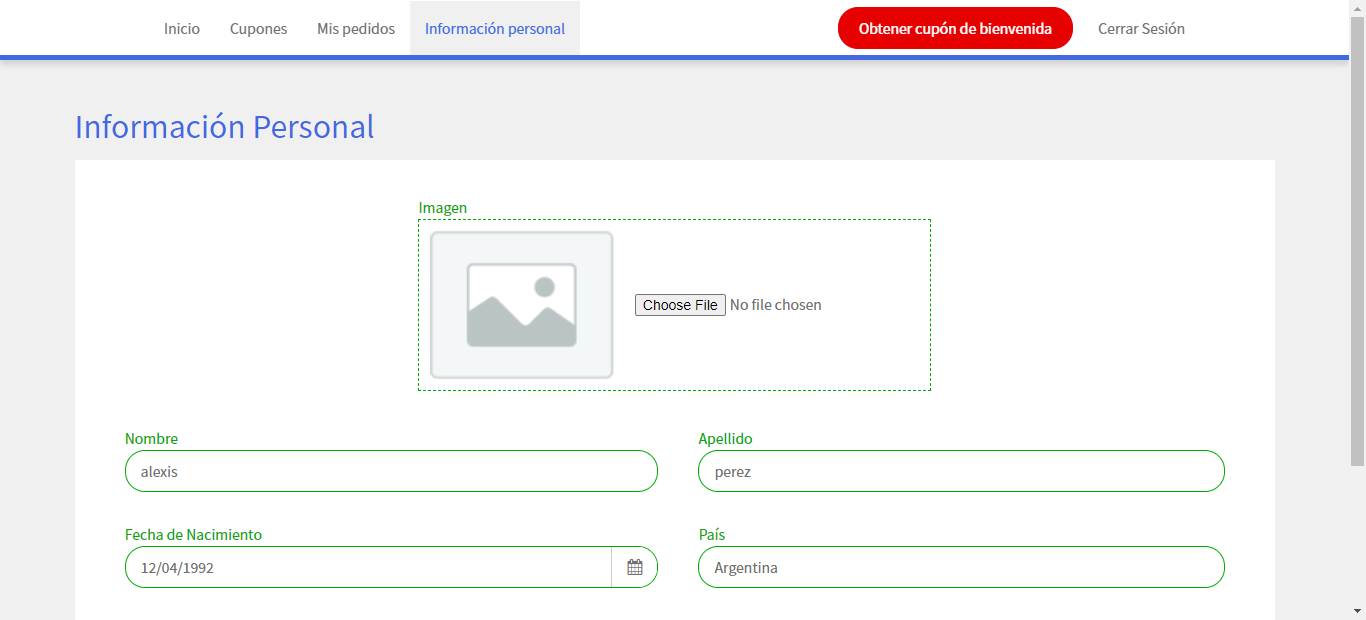 Inicio Cupones Mis pedidos Información personal Obtener cupón de bienvenida Cerrar Sesión
Información Personal
Imagen
Choose File No file chosen
Nombre Apellido
alexis perez
Fecha de Nacimiento País
12/04/1992 Argentina